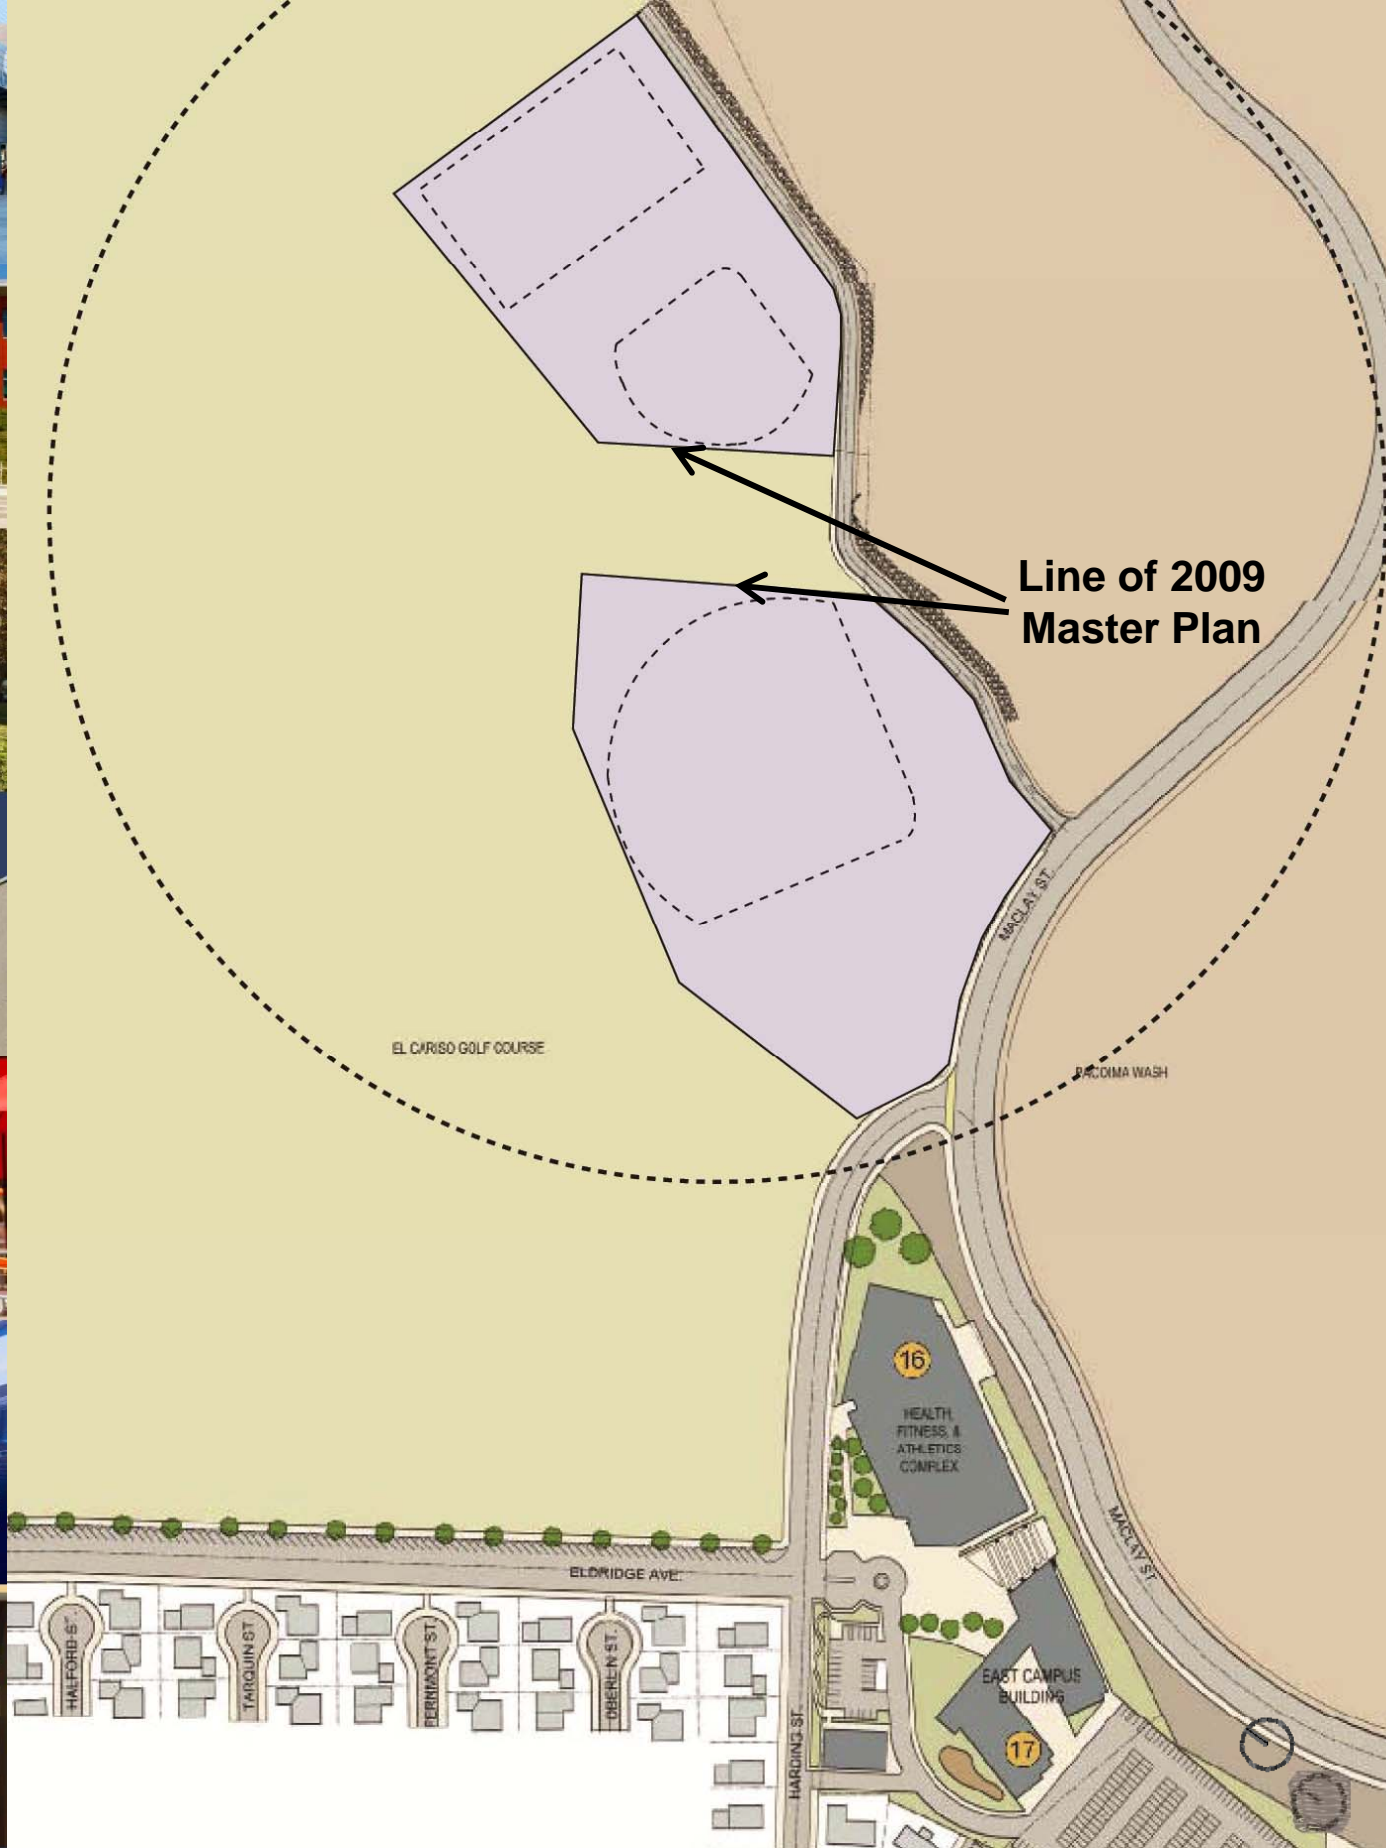 Line of 2009
Master Plan
MACLAY ST.
EL CARISO GOLF COURSE
PACOIMA WASH
16
HEALTH,
FITNESS, &
ATHLETICS
COMPLEX
MACLAY ST.
ELDRIDGE AVE.
HALFORD ST.
TARQUIN ST
FERNMONT ST.
OBERLIN ST.
EAST CAMPUS
BUILDING
17
HARDING ST.